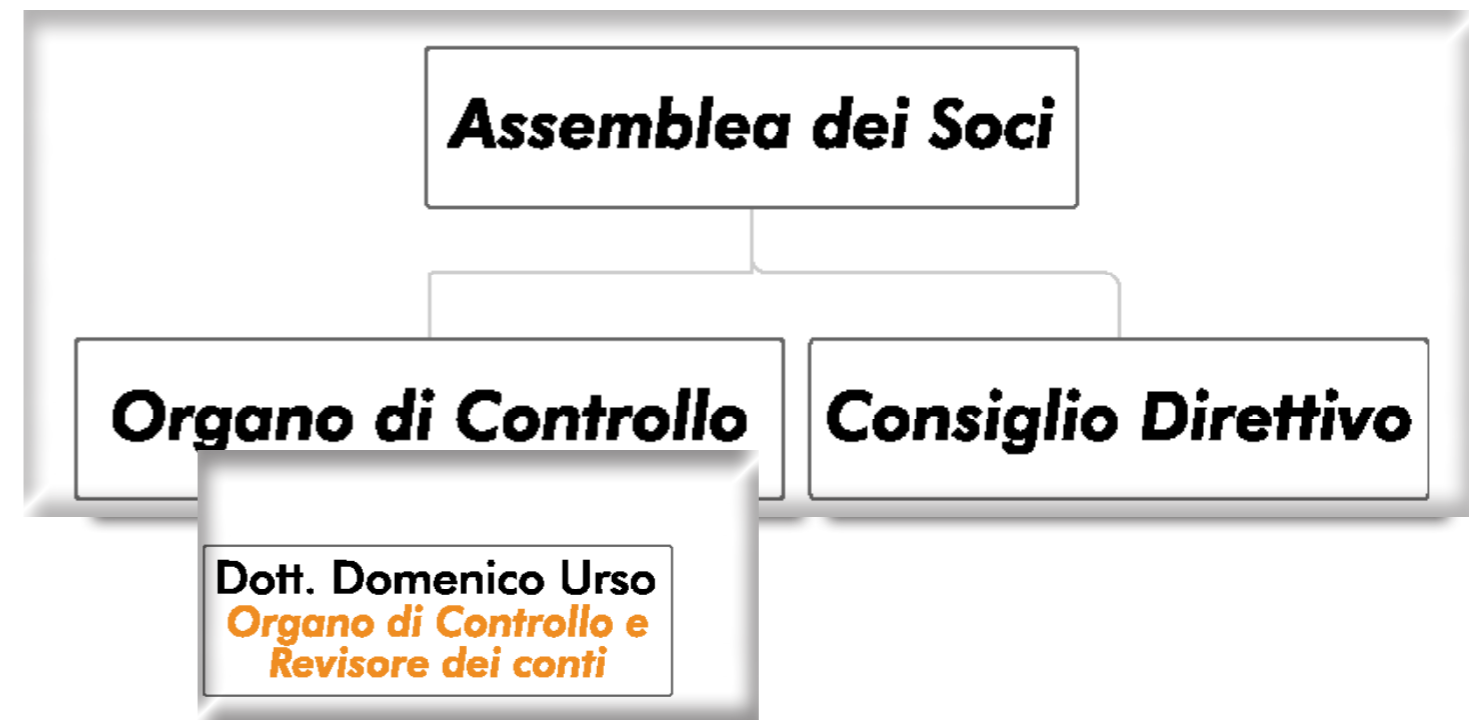 Assemblea dei Soci
Organo di Controllo
Consiglio Direttivo
Dott. Domenico Urso
Organo di Controllo e
Revisore dei conti